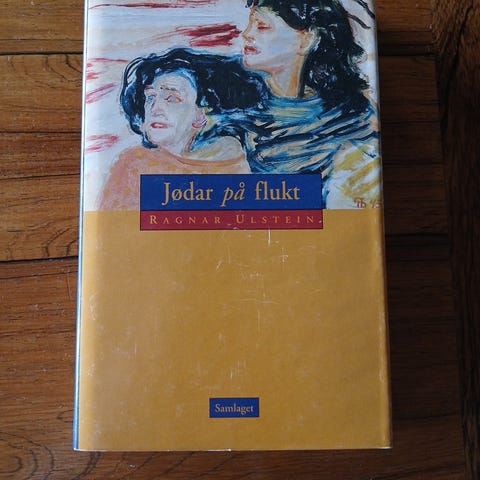 Jødar på flukt
RAGNAR ULSTEIN
Samlaget